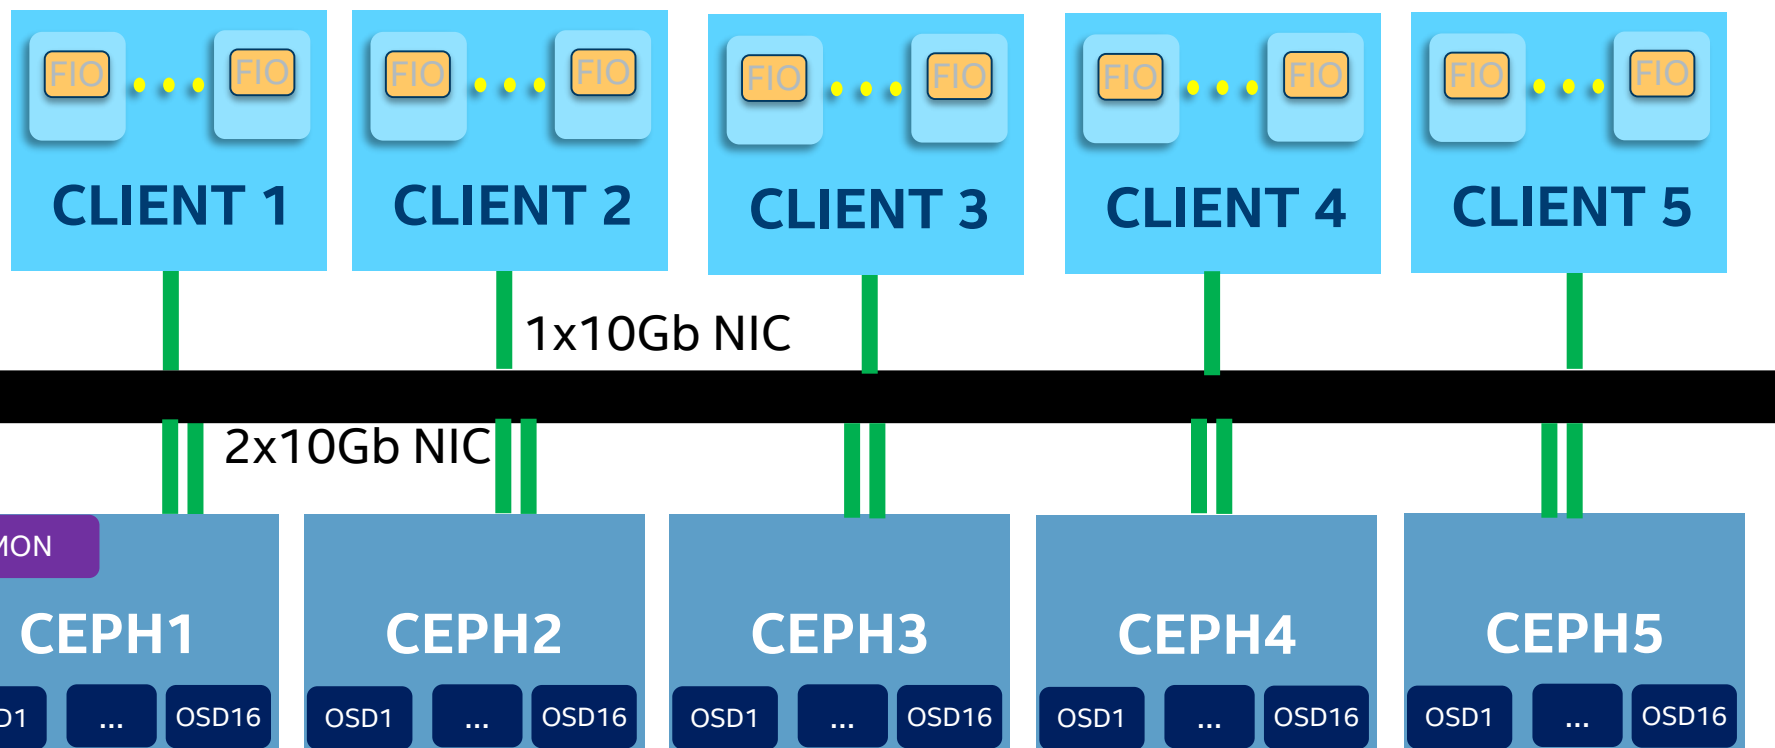 FIO FIO FIO FIO FIO FIO FIO FIO FIO FIO
CLIENT 1 CLIENT 2 CLIENT 3 CLIENT 4 CLIENT 5
1x10Gb NIC
2x10Gb NIC
MON
CEPH1 CEPH2 CEPH3 CEPH4 CEPH5
D1 ... OSD16 OSD1 ... OSD16 OSD1 ... OSD16 OSD1 ... OSD16 OSD1 ... OSD16